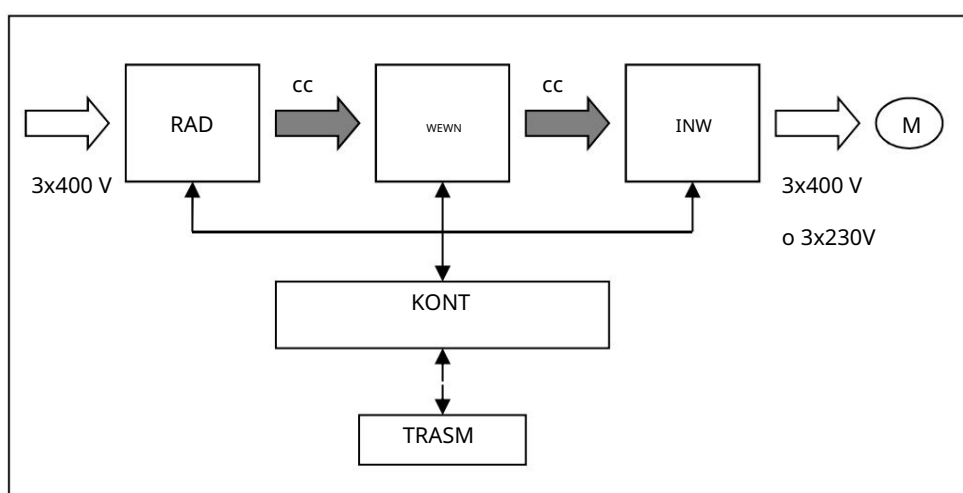 cc
cc
RAD
WEWN
INW
M
3x400 V
3x400 V
o 3x230V
KONT
TRASM